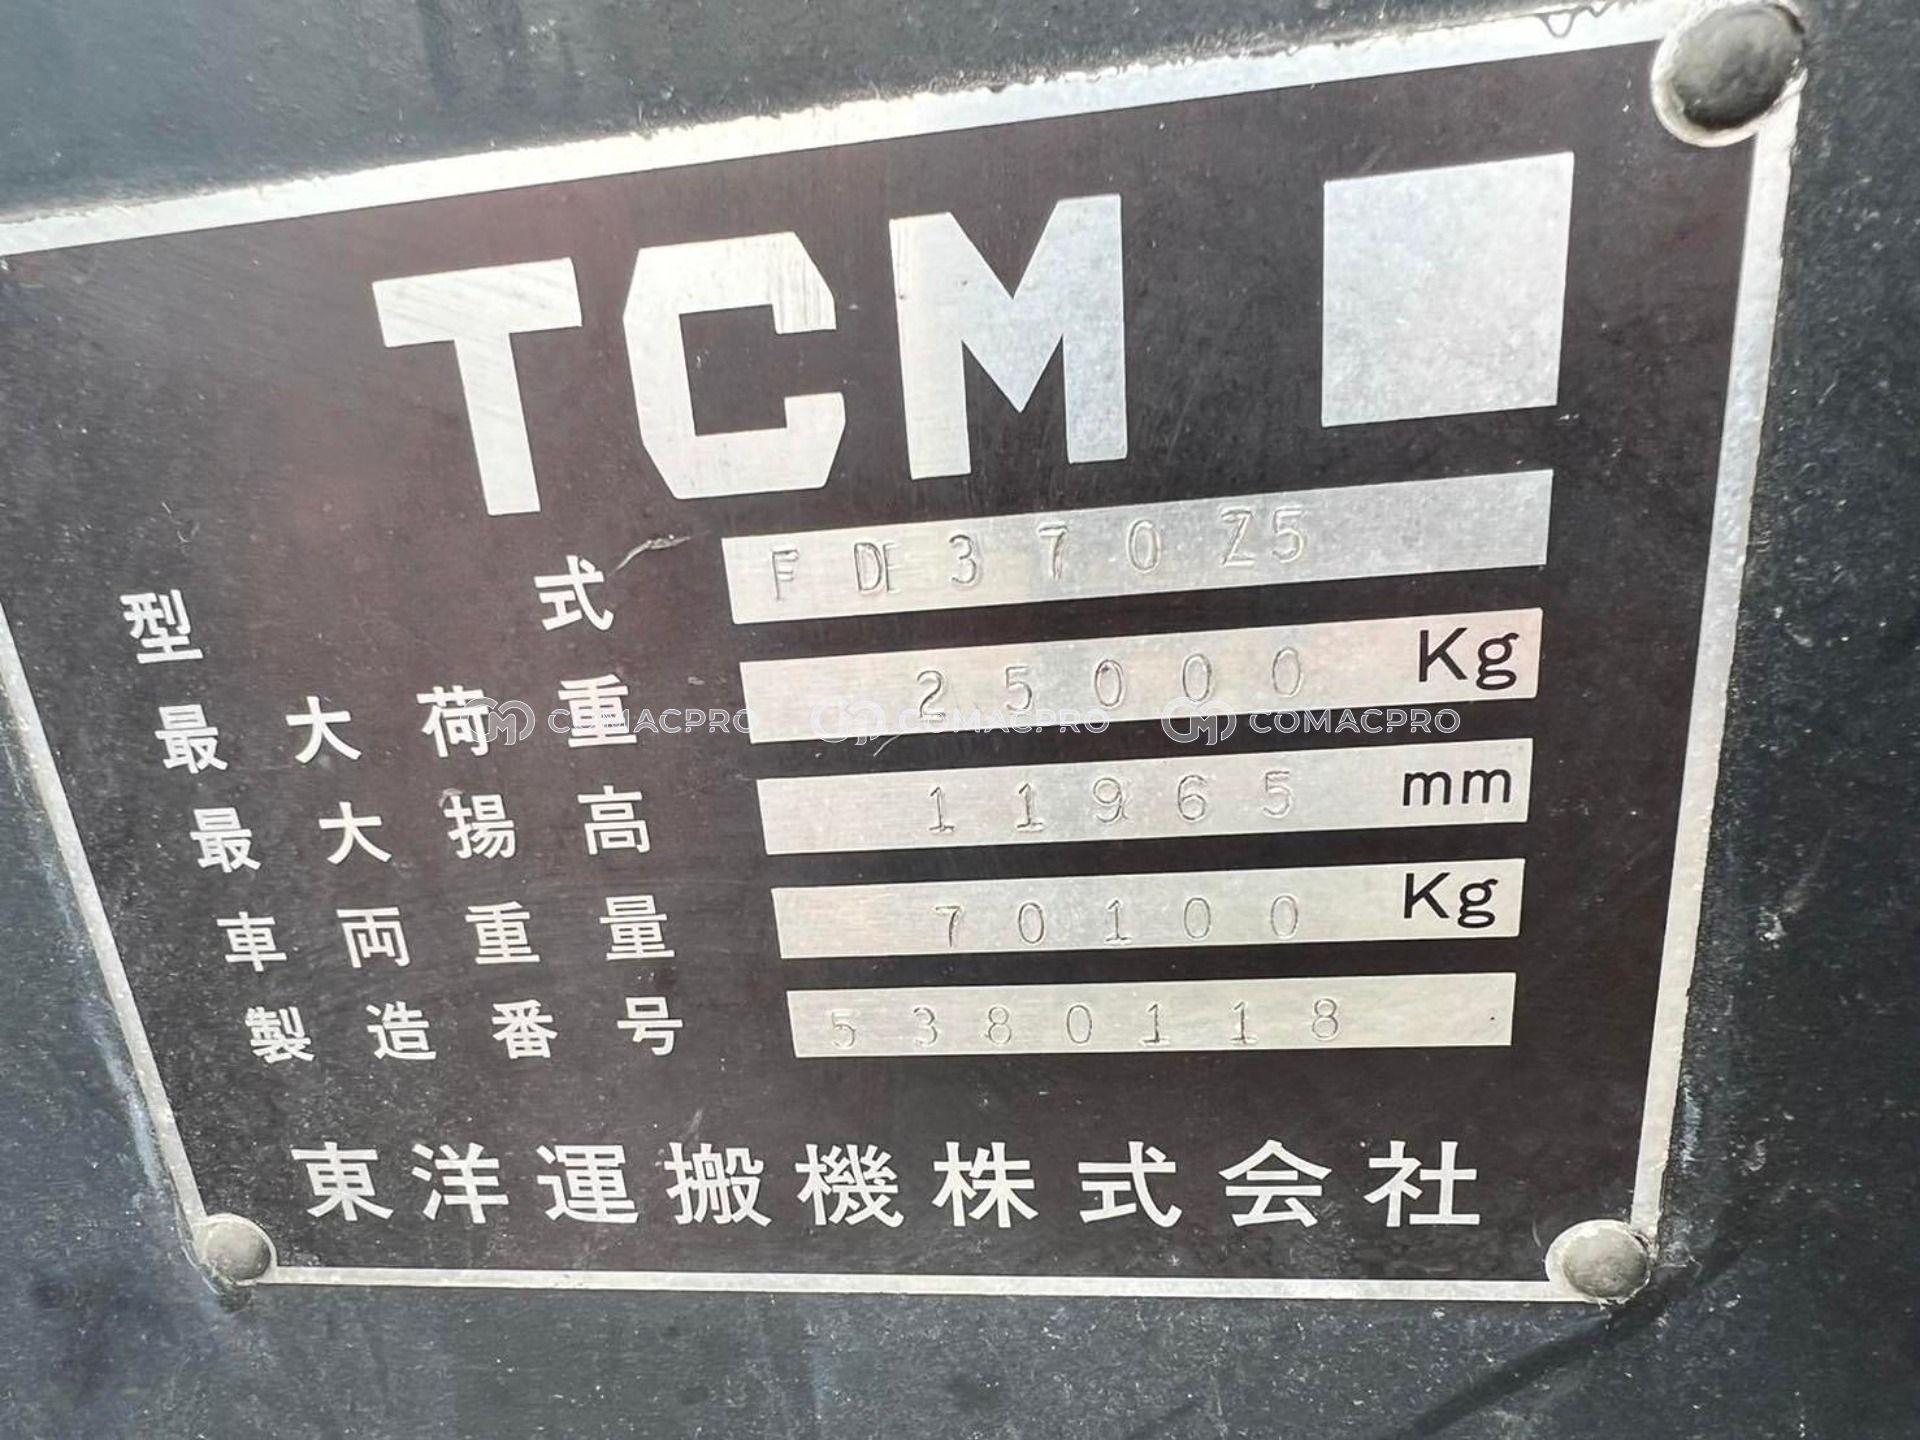 TCM
型式 FD370Z5
最大荷重 25000 Kg
COMACPRO COMACPRO COMACPRO
最大揚高 11965 mm
車両重量 70100 Kg
製造番号 5380118
東洋運搬機株式会社